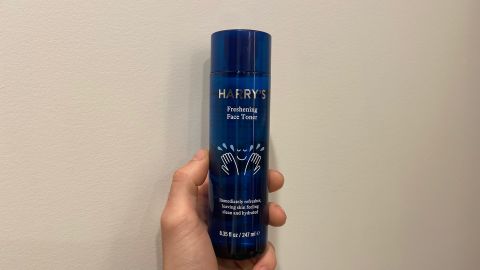 HARRY'S
Freshening
Face Toner
Immediately refreshes,
leaving skin feeling
clean and hydrated
8.35 fl oz / 247 ml e